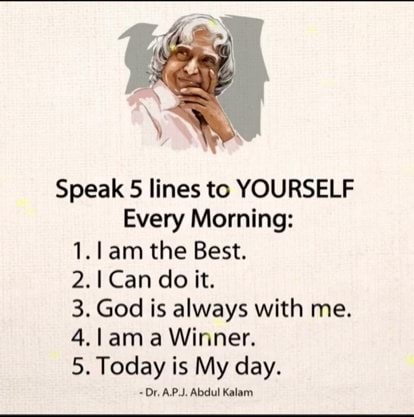 Speak 5 lines to YOURSELF
Every Morning:
1. I am the Best.
2. I Can do it.
3. God is always with me.
4. I am a Winner.
5. Today is My day.
- Dr. A.P.J. Abdul Kalam